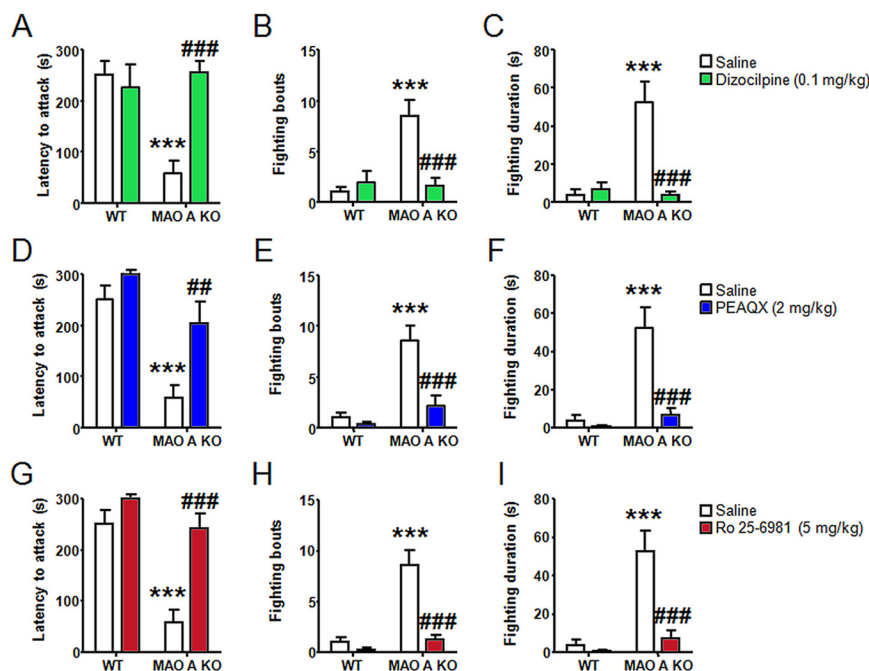 A
Latency to attack (s)
300
200
100
0
***
###
WT
MAO A KO
B
Fighting bouts
15
10
5
0
***
###
WT
MAO A KO
C
Fighting duration (s)
80
60
40
20
0
***
###
WT
MAO A KO
Saline
Dizocilpine (0.1 mg/kg)
D
Latency to attack (s)
300
200
100
0
***
##
WT
MAO A KO
E
Fighting bouts
15
10
5
0
***
###
WT
MAO A KO
F
Fighting duration (s)
80
60
40
20
0
***
###
WT
MAO A KO
Saline
PEAQX (2 mg/kg)
G
Latency to attack (s)
300
200
100
0
***
###
WT
MAO A KO
H
Fighting bouts
15
10
5
0
***
###
WT
MAO A KO
I
Fighting duration (s)
80
60
40
20
0
***
###
WT
MAO A KO
Saline
Ro 25-6981 (5 mg/kg)